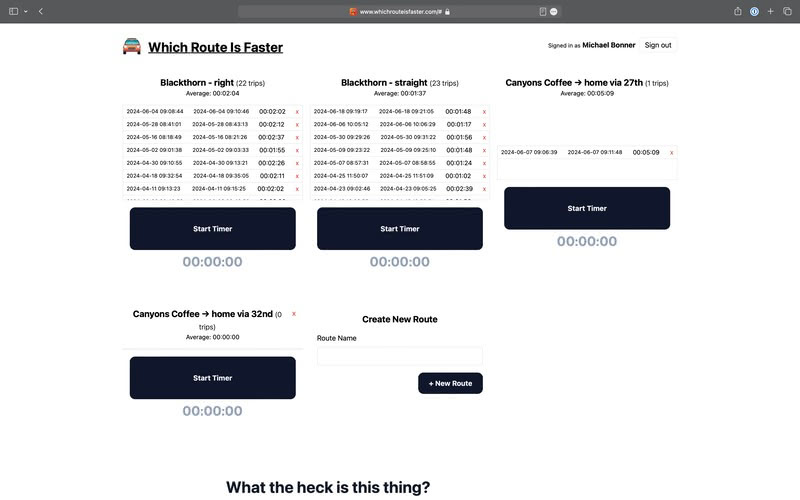 www.whichrouteisfaster.com/#
Which Route Is Faster
Signed in as Michael Bonner
Sign out
Blackthorn - right (22 trips)
Average: 00:02:04
2024-06-04 09:08:44 2024-06-04 09:10:46 00:02:02 x
2024-05-28 08:41:01 2024-05-28 08:43:13 00:02:12 x
2024-05-16 08:18:49 2024-05-16 08:21:26 00:02:37 x
2024-05-02 09:01:38 2024-05-02 09:03:33 00:01:55 x
2024-04-30 09:10:55 2024-04-30 09:13:21 00:02:26 x
2024-04-18 09:32:54 2024-04-18 09:35:05 00:02:11 x
2024-04-11 09:13:23 2024-04-11 09:15:25 00:02:02 x
Start Timer
00:00:00
Blackthorn - straight (23 trips)
Average: 00:01:37
2024-06-18 09:19:17 2024-06-18 09:21:05 00:01:48 x
2024-06-06 10:05:12 2024-06-06 10:06:29 00:01:17 x
2024-05-30 09:29:26 2024-05-30 09:31:22 00:01:56 x
2024-05-09 09:23:22 2024-05-09 09:25:10 00:01:48 x
2024-05-07 08:57:31 2024-05-07 08:58:55 00:01:24 x
2024-04-25 11:50:07 2024-04-25 11:51:09 00:01:02 x
2024-04-23 09:02:46 2024-04-23 09:05:25 00:02:39 x
Start Timer
00:00:00
Canyons Coffee → home via 27th (1 trips)
Average: 00:05:09
2024-06-07 09:06:39 2024-06-07 09:11:48 00:05:09 x
Start Timer
00:00:00
Canyons Coffee → home via 32nd (0 x
trips)
Average: 00:00:00
Start Timer
00:00:00
Create New Route
Route Name
+ New Route
What the heck is this thing?